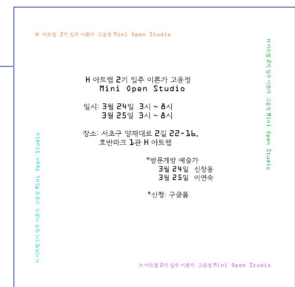 H 아트랩 2기 입주 이론가 고윤정 Mini Open Studio
H 아트랩 2기 입주 이론가 고윤정
Mini Open Studio
일시: 3월 24일 3시 ~ 8시
3월 25일 3시 ~ 8시
장소: 서초구 양재대로 2길 22-16,
호반파크 1관 H 아트랩
*방문개방 예술가
3월 24일 신창용
3월 25일 이연숙
*신청: 구글폼
H 아트랩 2기 입주 이론가 고윤정 Mini Open Studio
H 아트랩 2기 입주 이론가 고윤정 Mini Open Studio
H 아트랩 2기 입주 이론가 고윤정 Mini Open Studio